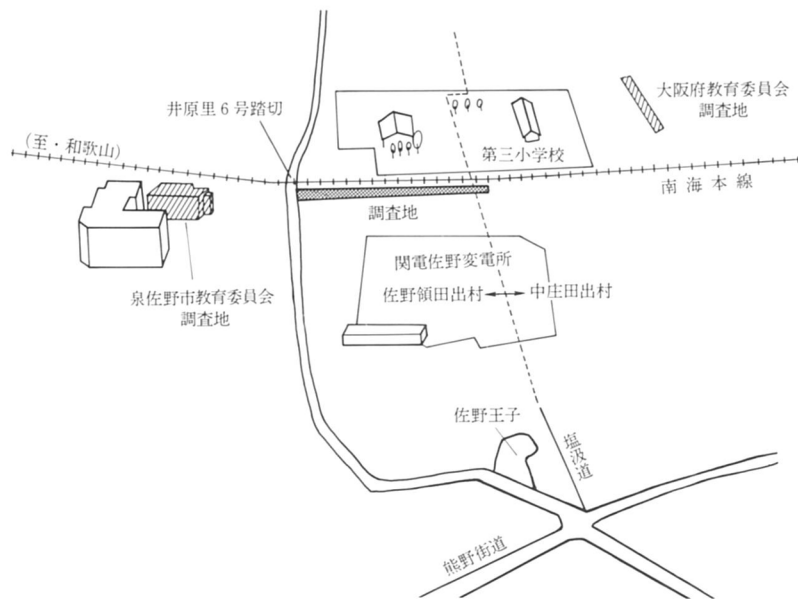 大阪府教育委員会
調査地
井原里6号踏切
(至・和歌山)
第三小学校
南海本線
調査地
関電佐野変電所
佐野領田出村
中庄田出村
泉佐野市教育委員会
調査地
佐野王子
塩汲道
熊野街道